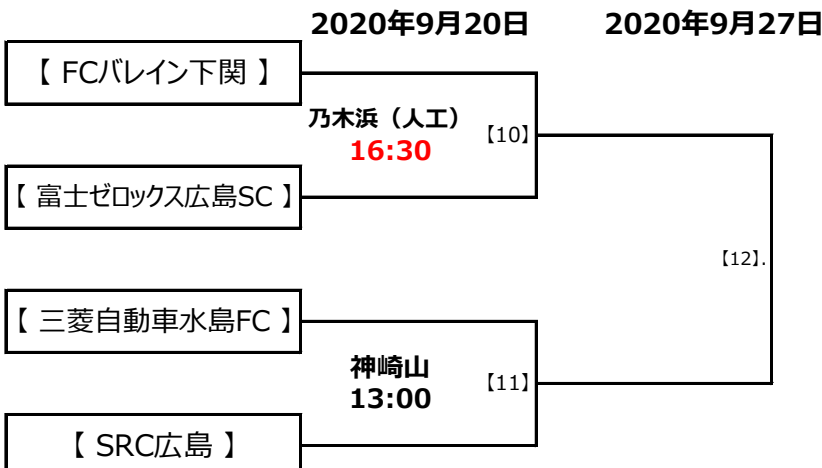 2020年9月20日 2020年9月27日
【 FCバレイン下関 】
乃木浜（人工）
16:30
【10】
【 富士ゼロックス広島SC 】
【12】.
【 三菱自動車水島FC 】
神崎山
13:00
【11】
【 SRC広島 】